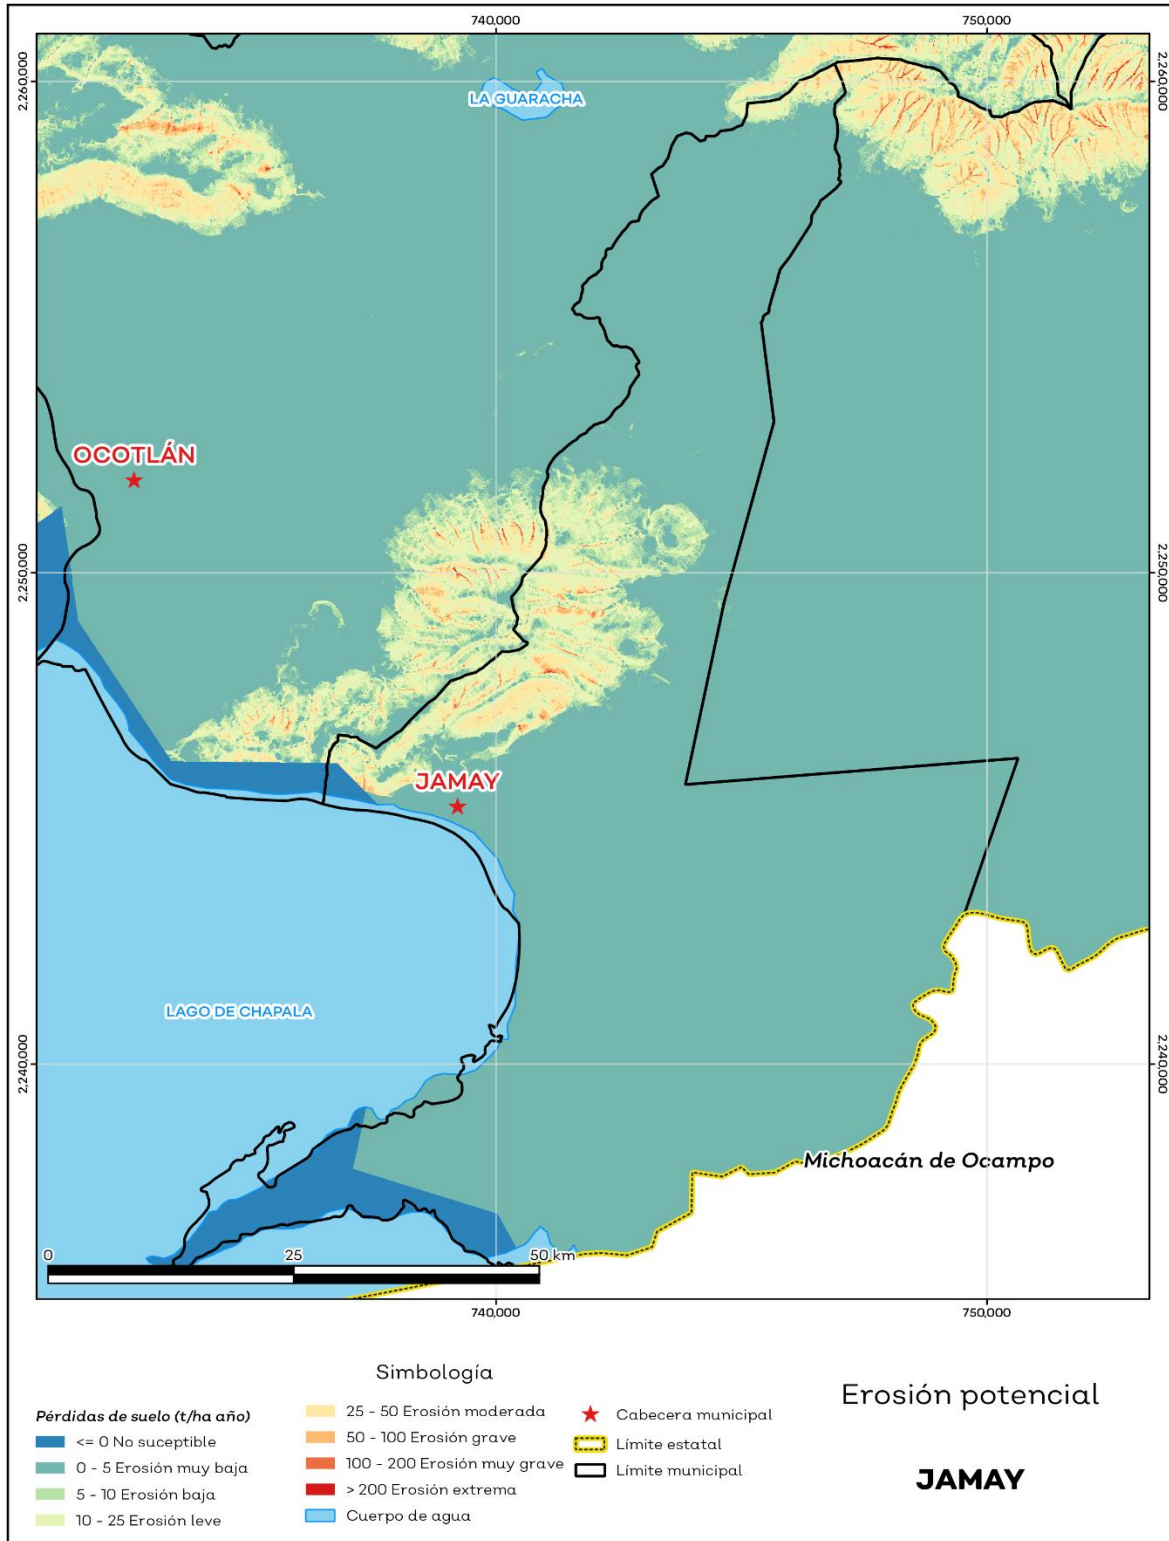 740,000
750,000
2,260,000
2,260,000
LA GUARACHA
OCOTLÁN
2,250,000
2,250,000
JAMAY
LAGO DE CHAPALA
2,240,000
2,240,000
Michoacán de Ocampo
0
25
50 km
740,000
750,000
Simbología
Pérdidas de suelo (t/ha año)
<= 0 No suceptible
0 - 5 Erosión muy baja
5 - 10 Erosión baja
10 - 25 Erosión leve
25 - 50 Erosión moderada
50 - 100 Erosión grave
100 - 200 Erosión muy grave
> 200 Erosión extrema
Cuerpo de agua
Cabecera municipal
Límite estatal
Límite municipal
Erosión potencial
JAMAY